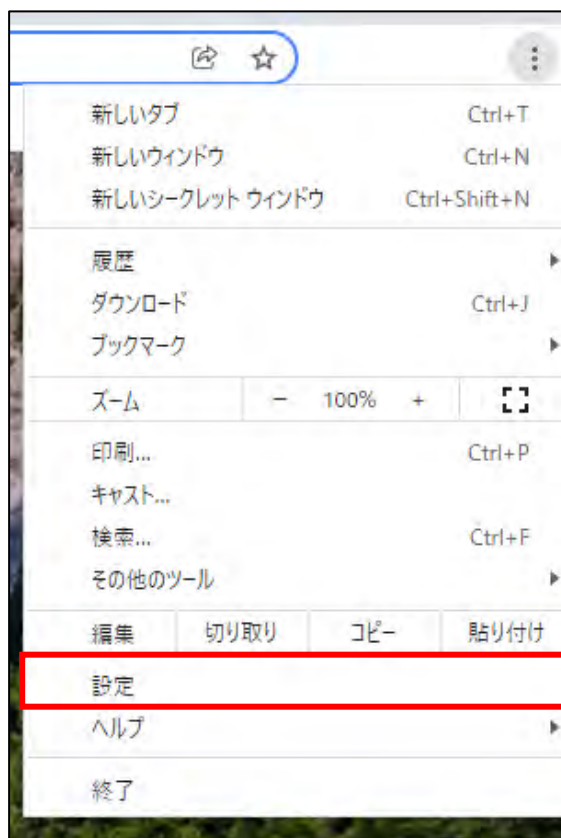 新しいタブ Ctrl+T
新しいウィンドウ Ctrl+N
新しいシークレット ウィンドウ Ctrl+Shift+N
履歴
ダウンロード Ctrl+J
ブックマーク
ズーム - 100% +
印刷... Ctrl+P
キャスト...
検索... Ctrl+F
その他のツール
編集 切り取り コピー 貼り付け
設定
ヘルプ
終了